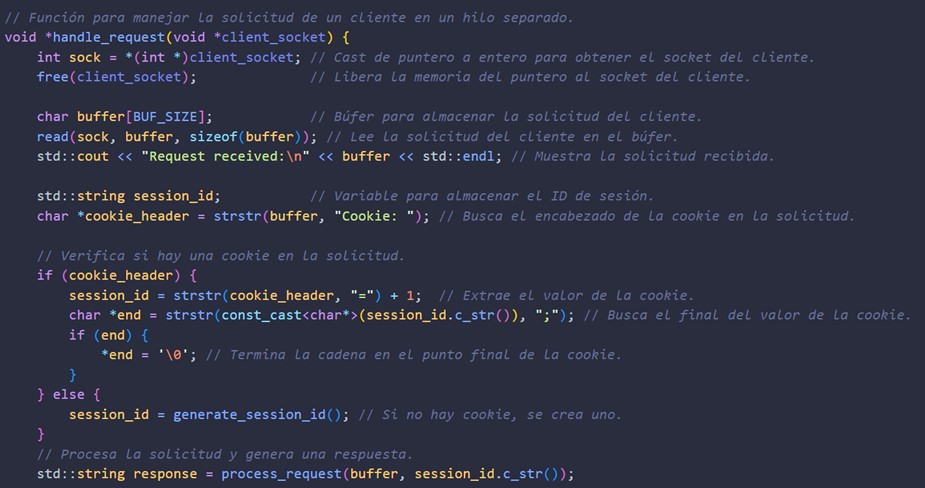 // Función para manejar la solicitud de un cliente en un hilo separado.
void *handle_request(void *client_socket) {
    int sock = *(int *)client_socket; // Cast de puntero a entero para obtener el socket del cliente.
    free(client_socket);              // Libera la memoria del puntero al socket del cliente.

    char buffer[BUF_SIZE];            // Búfer para almacenar la solicitud del cliente.
    read(sock, buffer, sizeof(buffer)); // Lee la solicitud del cliente en el búfer.
    std::cout << "Request received:\n" << buffer << std::endl; // Muestra la solicitud recibida.

    std::string session_id;           // Variable para almacenar el ID de sesión.
    char *cookie_header = strstr(buffer, "Cookie: "); // Busca el encabezado de la cookie en la solicitud.

    // Verifica si hay una cookie en la solicitud.
    if (cookie_header) {
        session_id = strstr(cookie_header, "=") + 1;  // Extrae el valor de la cookie.
        char *end = strstr(const_cast<char*>(session_id.c_str()), ";"); // Busca el final del valor de la cookie.
        if (end) {
            *end = '\0'; // Termina la cadena en el punto final de la cookie.
        }
    } else {
        session_id = generate_session_id(); // Si no hay cookie, se crea uno.
    }
    // Procesa la solicitud y genera una respuesta.
    std::string response = process_request(buffer, session_id.c_str());